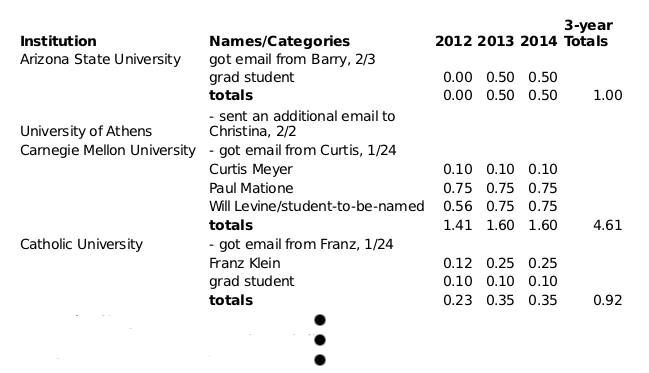 3-year
Institution Names/Categories 2012 2013 2014 Totals
Arizona State University got email from Barry, 2/3
grad student 0.00 0.50 0.50
totals 0.00 0.50 0.50 1.00
- sent an additional email to
University of Athens Christina, 2/2
Carnegie Mellon University - got email from Curtis, 1/24
Curtis Meyer 0.10 0.10 0.10
Paul Matione 0.75 0.75 0.75
Will Levine/student-to-be-named 0.56 0.75 0.75
totals 1.41 1.60 1.60 4.61
Catholic University - got email from Franz, 1/24
Franz Klein 0.12 0.25 0.25
grad student 0.10 0.10 0.10
totals 0.23 0.35 0.35 0.92